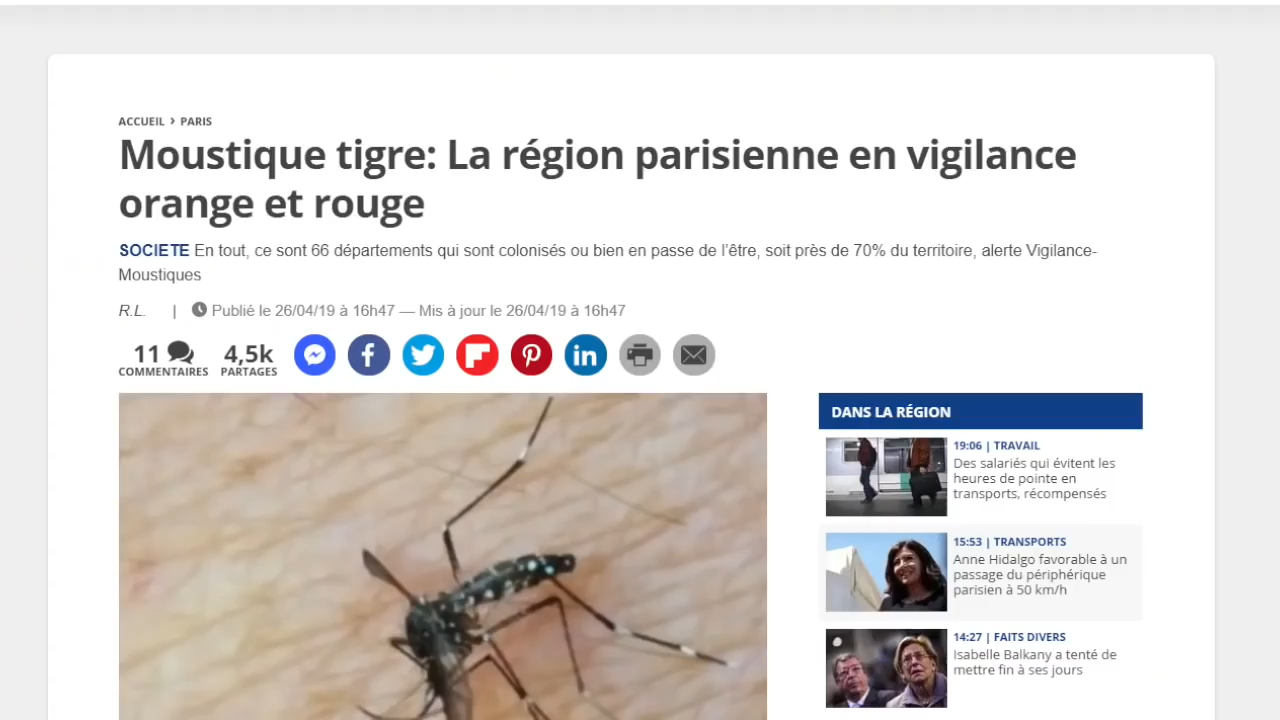 ACCUEIL › PARIS
Moustique tigre: La région parisienne en vigilance
orange et rouge
SOCIETE En tout, ce sont 66 départements qui sont colonisés ou bien en passe de l'être, soit près de 70% du territoire, alerte Vigilance-
Moustiques
R.L. | Publié le 26/04/19 à 16h47 — Mis à jour le 26/04/19 à 16h47
11
COMMENTAIRES
4,5k
PARTAGES
DANS LA RÉGION
19:06 | TRAVAIL
Des salariés qui évitent les
heures de pointe en
transports, récompensés
15:53 | TRANSPORTS
Anne Hidalgo favorable à un
passage du périphérique
parisien à 50 km/h
14:27 | FAITS DIVERS
Isabelle Balkany a tenté de
mettre fin à ses jours